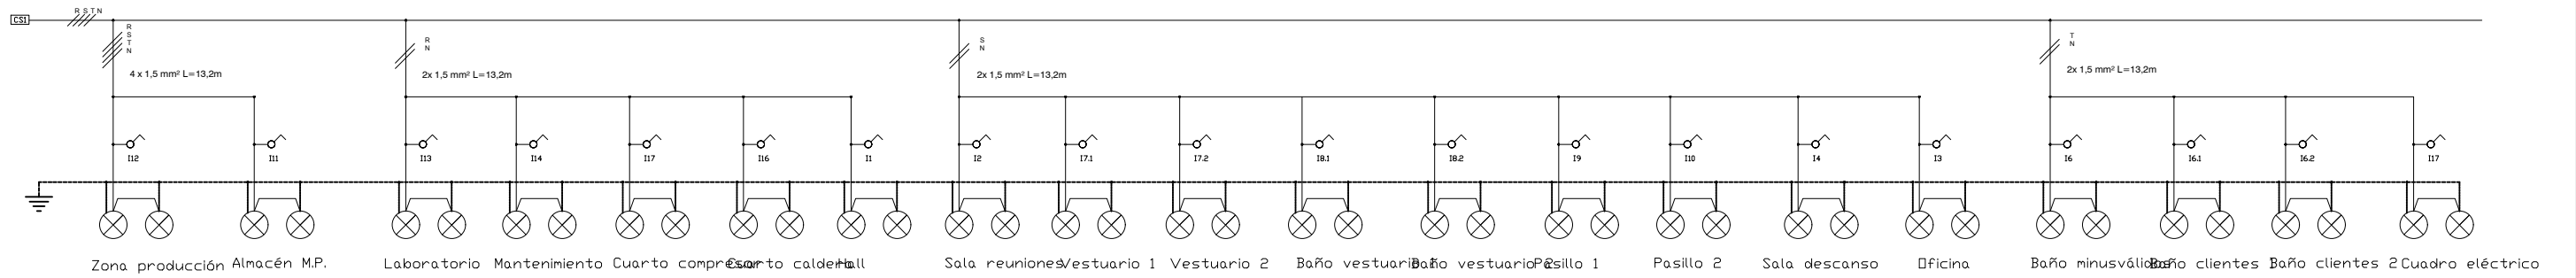 CS1
R S T N
R
S
T
N
4 x 1,5 mm² L=13,2m
R
N
2x 1,5 mm² L=13,2m
S
N
2x 1,5 mm² L=13,2m
T
N
2x 1,5 mm² L=13,2m
I12
I11
I13
I14
I17
I16
I1
I2
I7.1
I7.2
I8.1
I8.2
I9
I10
I4
I3
I6
I6.1
I6.2
I17
Zona producción
Almacén M.P.
Laboratorio
Mantenimiento
Cuarto compresor
Cuarto caldera
Hall
Sala reuniones
Vestuario 1
Vestuario 2
Baño vestuario 1
Baño vestuario 2
Pasillo 1
Pasillo 2
Sala descanso
Oficina
Baño minusválidos
Baño clientes 1
Baño clientes 2
Cuadro eléctrico